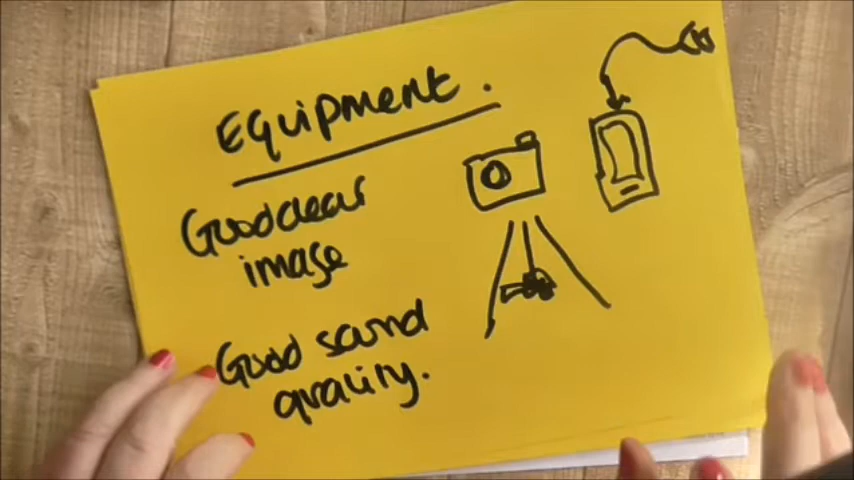 Equipment.
Good clear
image
Good sound
quality.